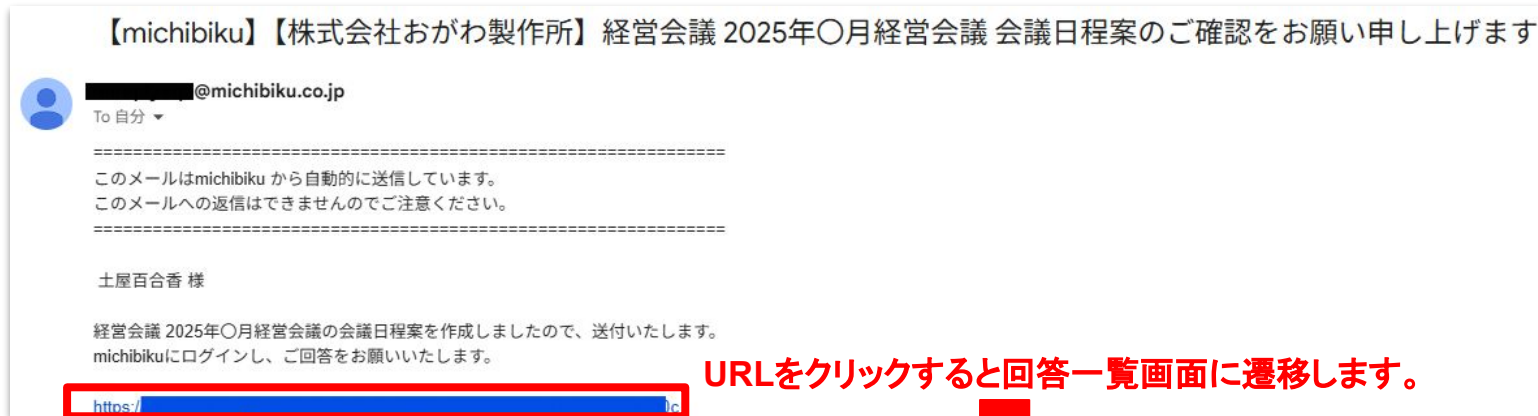 【michibiku】【株式会社おがわ製作所】経営会議 2025年〇月経営会議 会議日程案のご確認をお願い申し上げます
@michibiku.co.jp
To 自分
================================================================
このメールはmichibiku から自動的に送信しています。
このメールへの返信はできませんのでご注意ください。
================================================================
土屋百合香 様
経営会議 2025年〇月経営会議の会議日程案を作成しましたので、送付いたします。
michibikuにログインし、ご回答をお願いいたします。
URLをクリックすると回答一覧画面に遷移します。
https:/